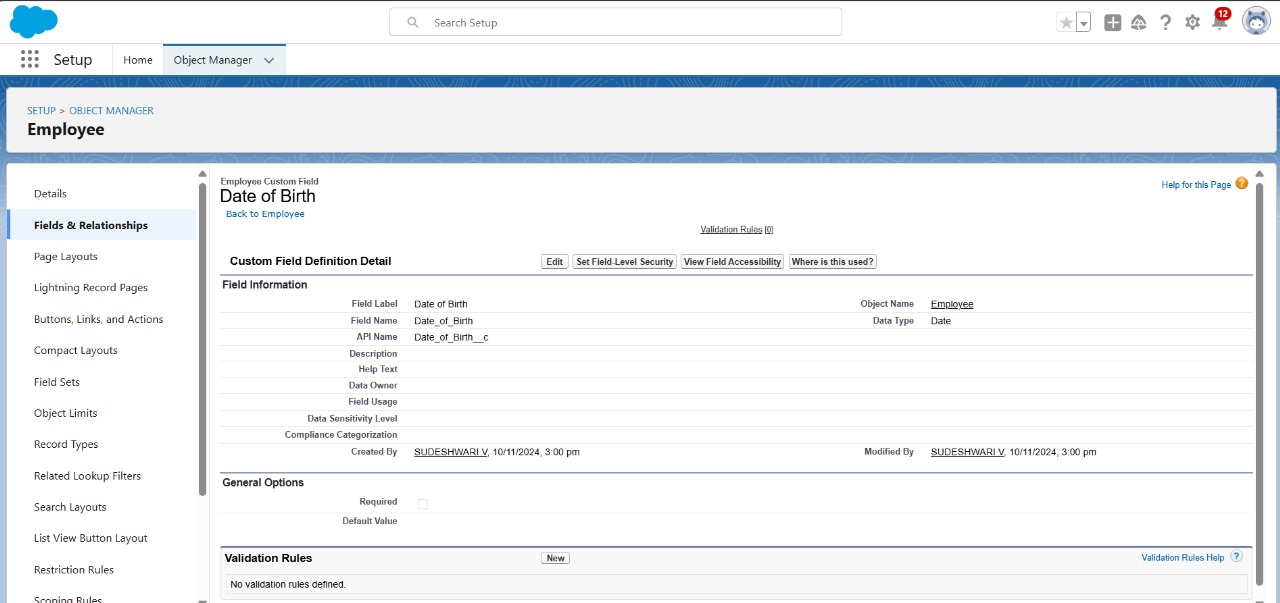 Search Setup
12
Setup
Home
Object Manager
SETUP > OBJECT MANAGER
Employee
Details
Fields & Relationships
Page Layouts
Lightning Record Pages
Buttons, Links, and Actions
Compact Layouts
Field Sets
Object Limits
Record Types
Related Lookup Filters
Search Layouts
List View Button Layout
Restriction Rules
Scoping Rules
Employee Custom Field
Date of Birth
Back to Employee
Help for this Page ?
Validation Rules [0]
Custom Field Definition Detail Edit Set Field-Level Security View Field Accessibility Where is this used?
Field Information
Field Label Date of Birth Object Name Employee
Field Name Date_of_Birth Data Type Date
API Name Date_of_Birth__c
Description
Help Text
Data Owner
Field Usage
Data Sensitivity Level
Compliance Categorization
Created By SUDESHWARI V, 10/11/2024, 3:00 pm Modified By SUDESHWARI V, 10/11/2024, 3:00 pm
General Options
Required
Default Value
Validation Rules New Validation Rules Help ?
No validation rules defined.